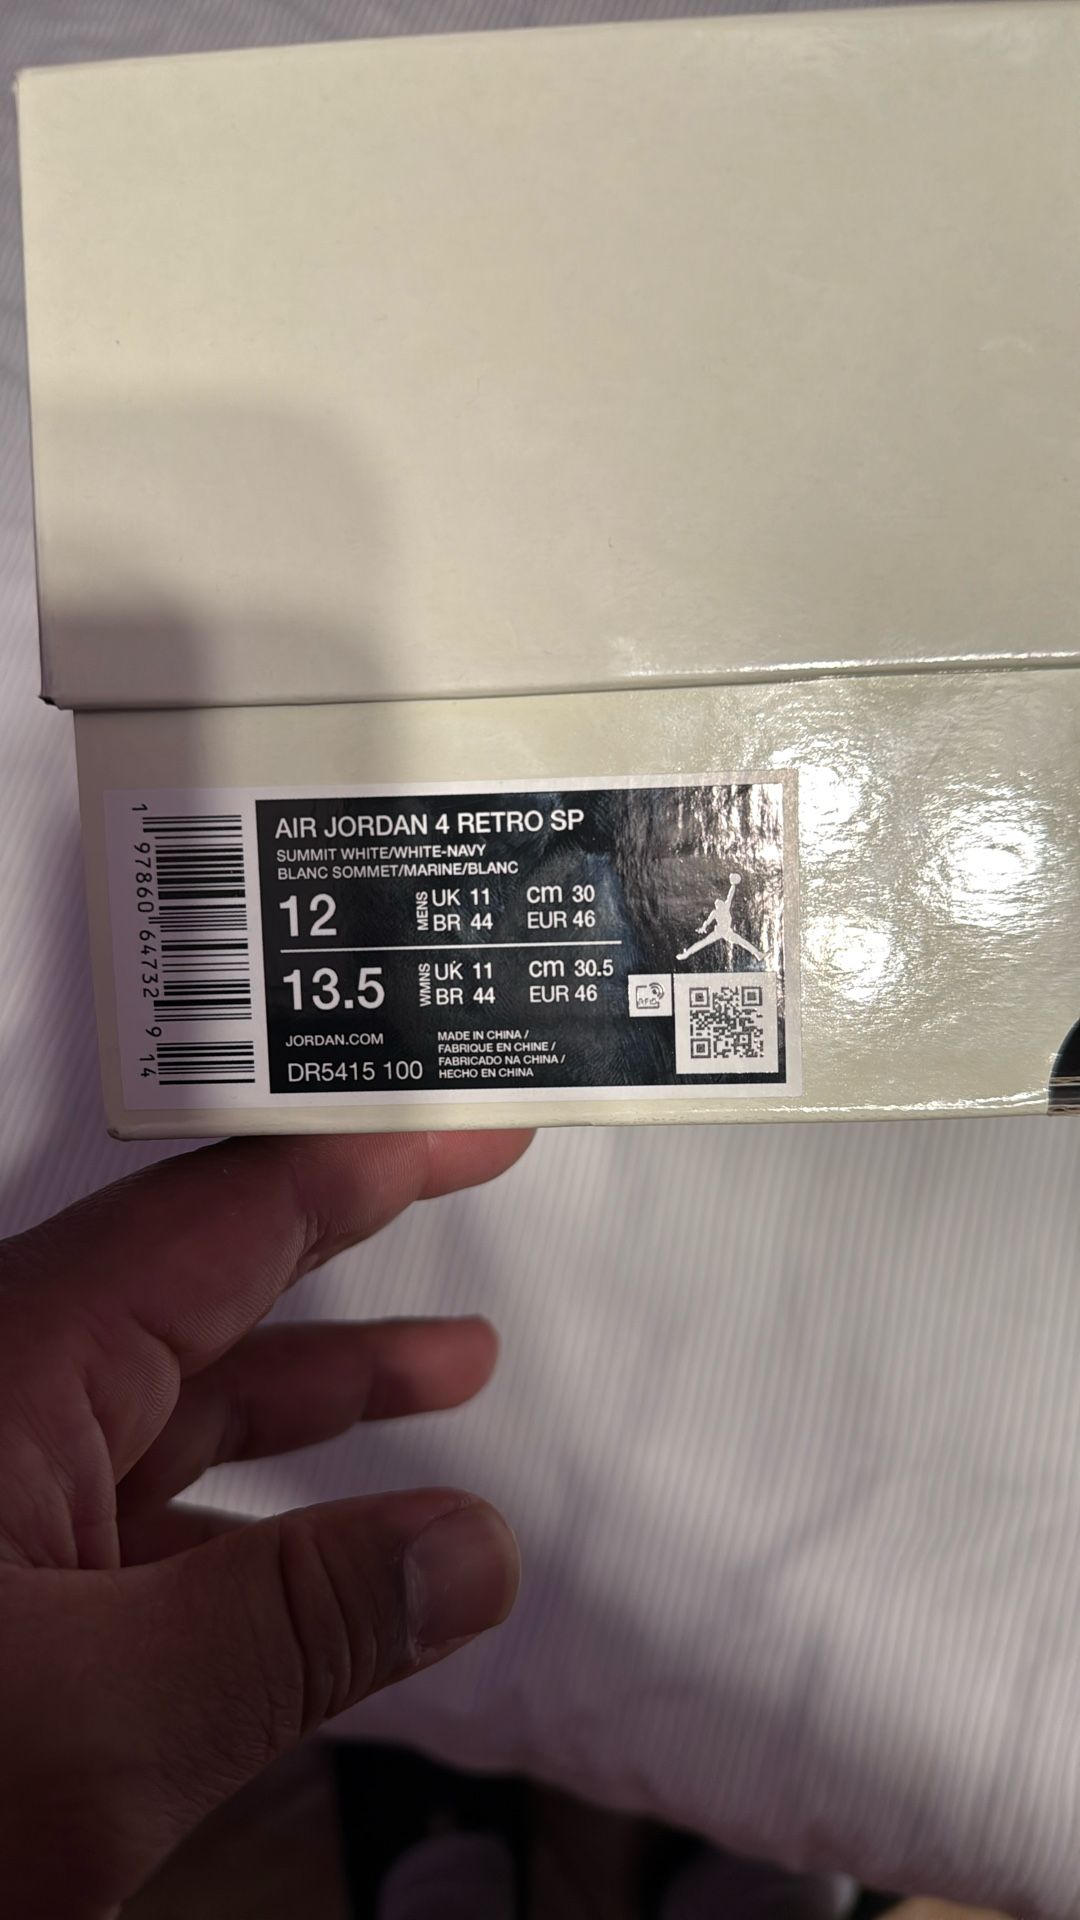 AIR JORDAN 4 RETRO SP
SUMMIT WHITE/WHITE-NAVY
BLANC SOMMET/MARINE/BLANC
12 MENS UK 11 cm 30
BR 44 EUR 46
13.5 WMNS UK 11 cm 30.5
BR 44 EUR 46
JORDAN.COM
DR5415 100
MADE IN CHINA /
FABRIQUE EN CHINE /
FABRICADO NA CHINA /
HECHO EN CHINA
RFID
1 97860 64732 9 14